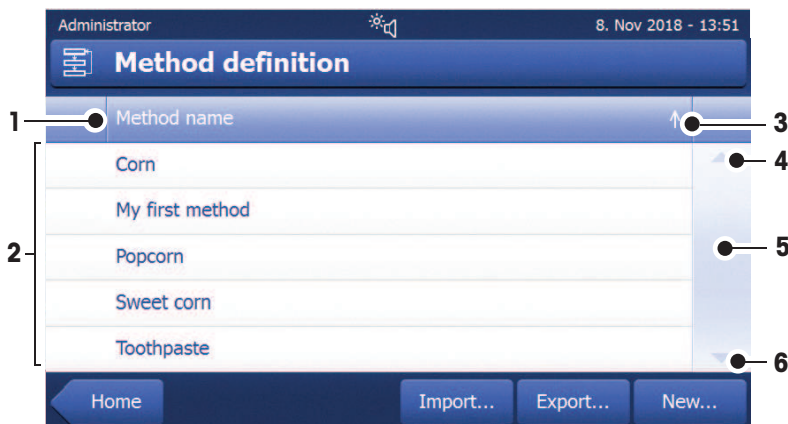 Administrator 8. Nov 2018 - 13:51
Method definition
1 Method name 3
Corn 4
My first method
2 Popcorn 5
Sweet corn
Toothpaste 6
Home Import... Export... New...